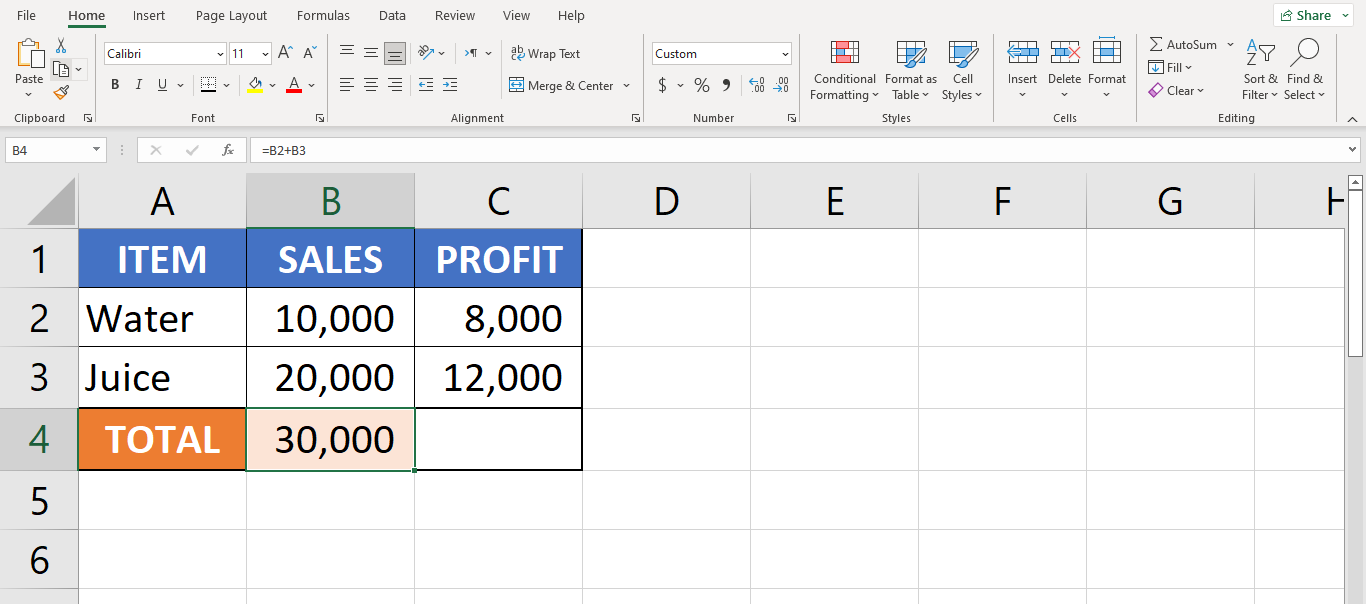 File Home Insert Page Layout Formulas Data Review View Help Share
Paste Calibri 11 A A ab Wrap Text Custom Conditional Formatting Format as Table Cell Styles Insert Delete Format AutoSum Fill Clear Sort & Filter Find & Select
B I U A Merge & Center $ % 9 .00 .00
Clipboard Font Alignment Number Styles Cells Editing
B4 fx =B2+B3
A B C D E F G H
1 ITEM SALES PROFIT
2 Water 10,000 8,000
3 Juice 20,000 12,000
4 TOTAL 30,000
5
6